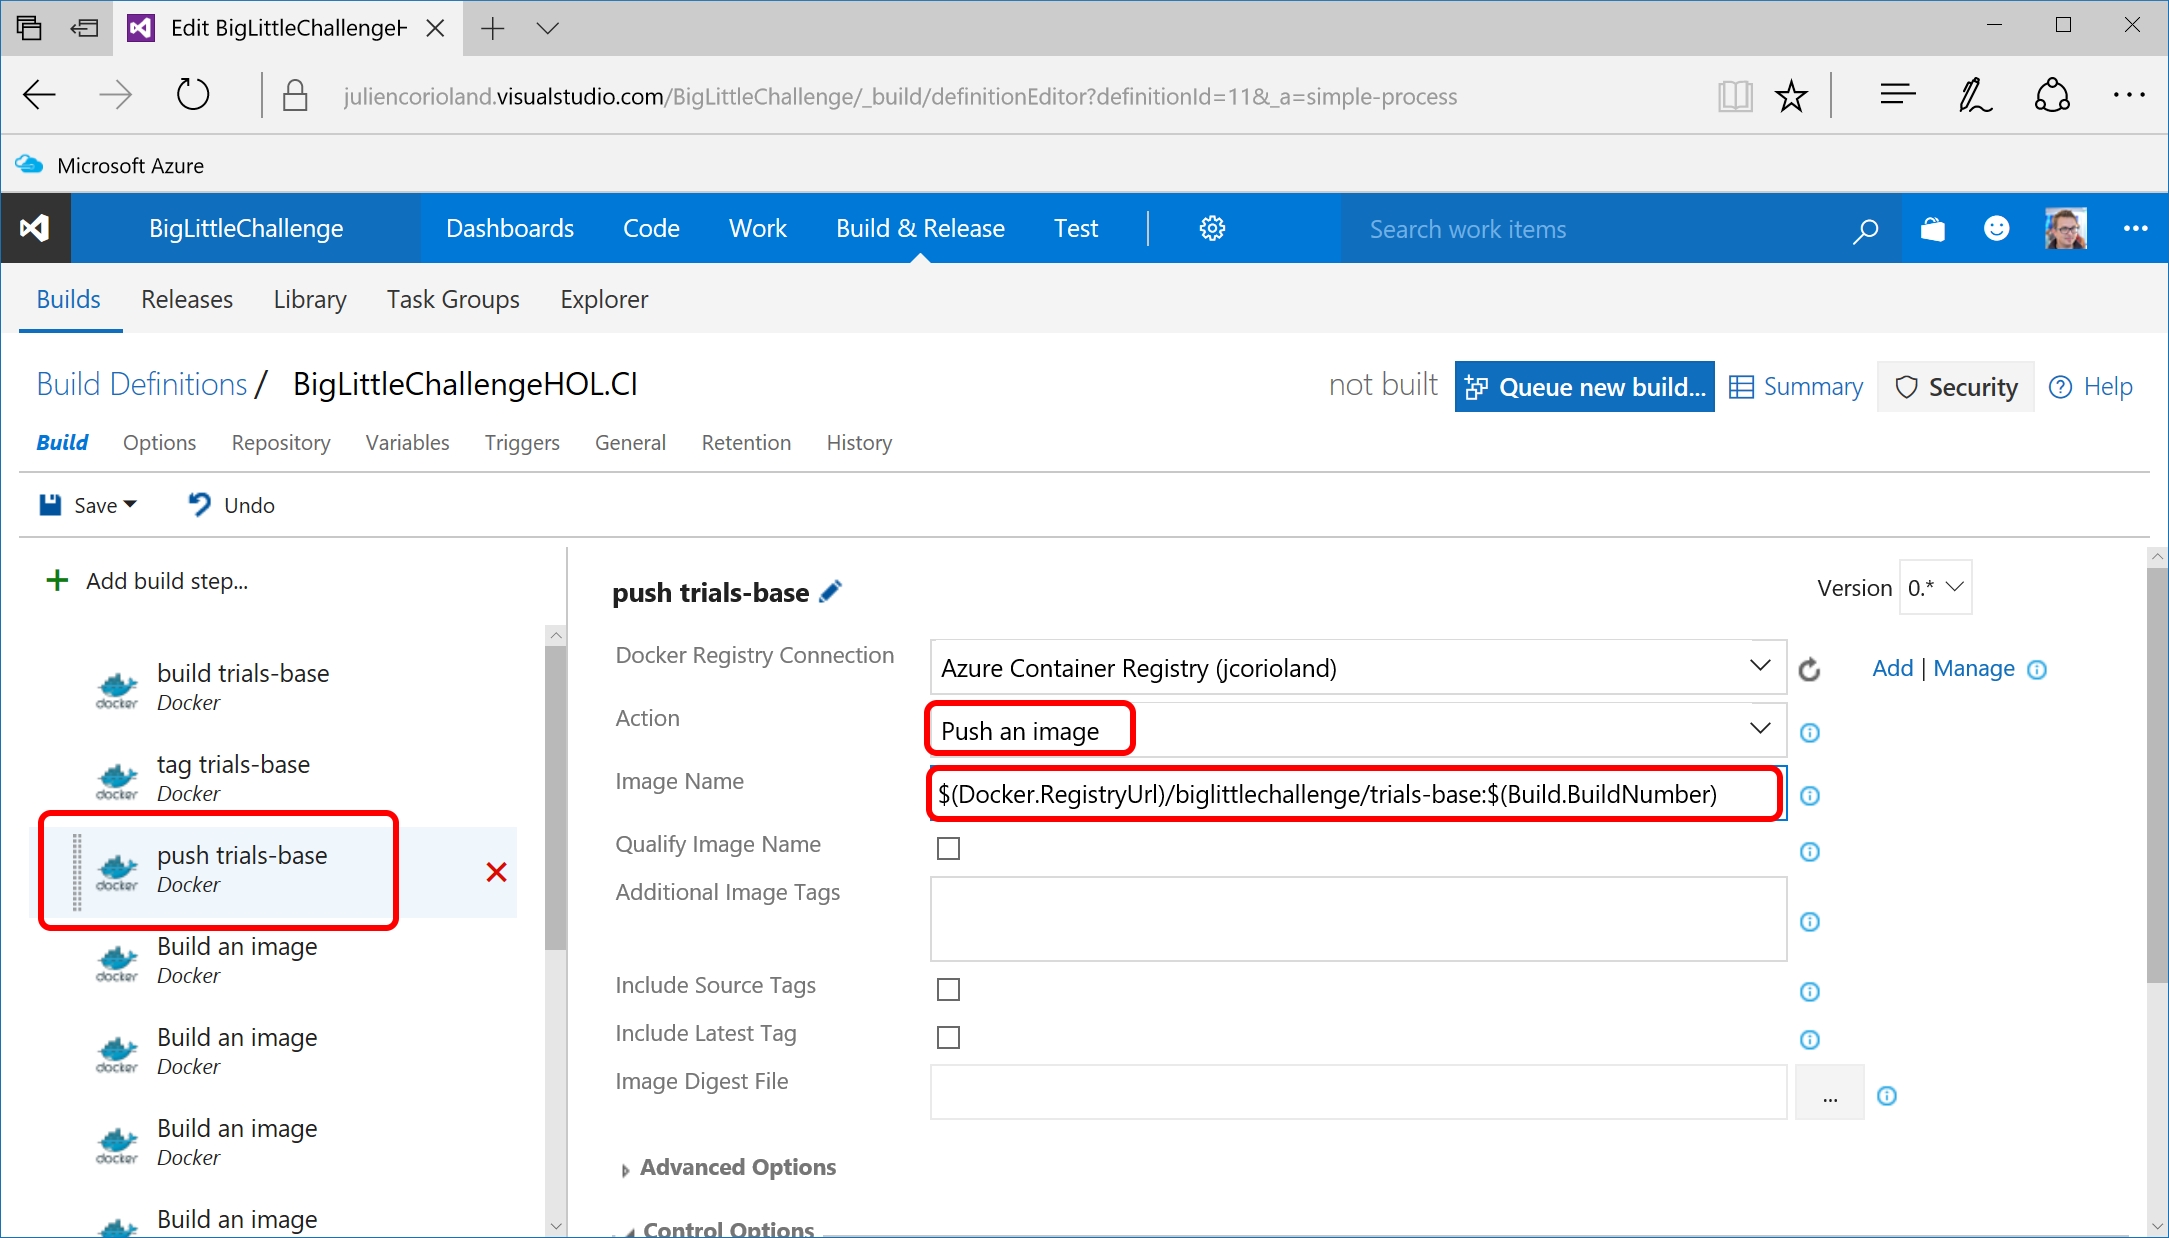 Edit BigLittleChallengeH
juliencorioland.visualstudio.com/BigLittleChallenge/_build/definitionEditor?definitionId=11&_a=simple-process
Microsoft Azure
BigLittleChallenge Dashboards Code Work Build & Release Test Search work items
Builds Releases Library Task Groups Explorer
Build Definitions / BigLittleChallengeHOL.CI not built Queue new build... Summary Security Help
Build Options Repository Variables Triggers General Retention History
Save Undo
Add build step...
build trials-base
Docker
tag trials-base
Docker
push trials-base
Docker
Build an image
Docker
Build an image
Docker
Build an image
Docker
Build an image
docker
docker
docker
docker
docker
docker
push trials-base Version 0.*
Docker Registry Connection Azure Container Registry (jcorioland) Add | Manage
Action Push an image
Image Name $(Docker.RegistryUrl)/biglittlechallenge/trials-base:$(Build.BuildNumber)
Qualify Image Name
Additional Image Tags
Include Source Tags
Include Latest Tag
Image Digest File ...
Advanced Options
Control Options